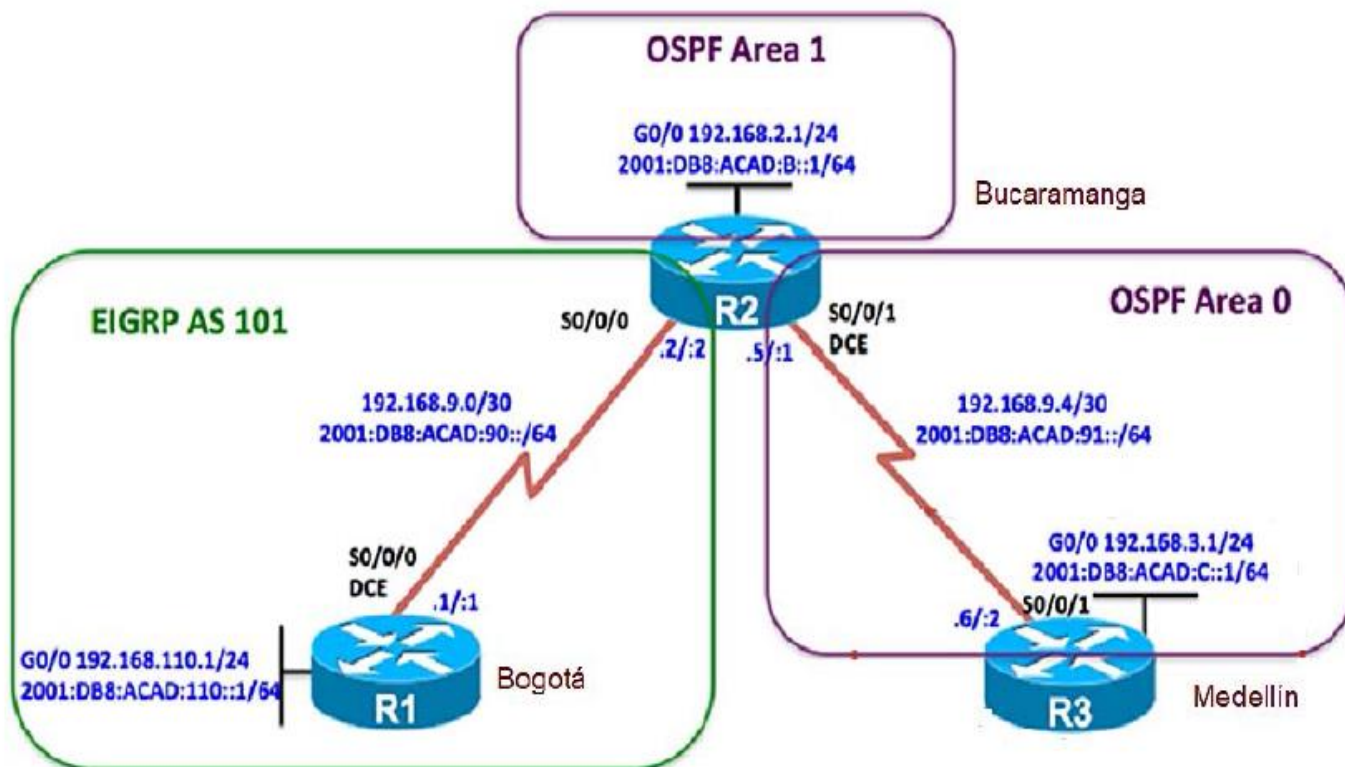 OSPF Area 1
G0/0 192.168.2.1/24
2001:DB8:ACAD:B::1/64
Bucaramanga
R2
EIGRP AS 101
S0/0/0
.2/:2
.5/:1
S0/0/1
DCE
OSPF Area 0
192.168.9.0/30
2001:DB8:ACAD:90::/64
192.168.9.4/30
2001:DB8:ACAD:91::/64
S0/0/0
DCE
.1/:1
G0/0 192.168.3.1/24
2001:DB8:ACAD:C::1/64
.6/:2
S0/0/1
G0/0 192.168.110.1/24
2001:DB8:ACAD:110::1/64
R1
Bogotá
R3
Medellín